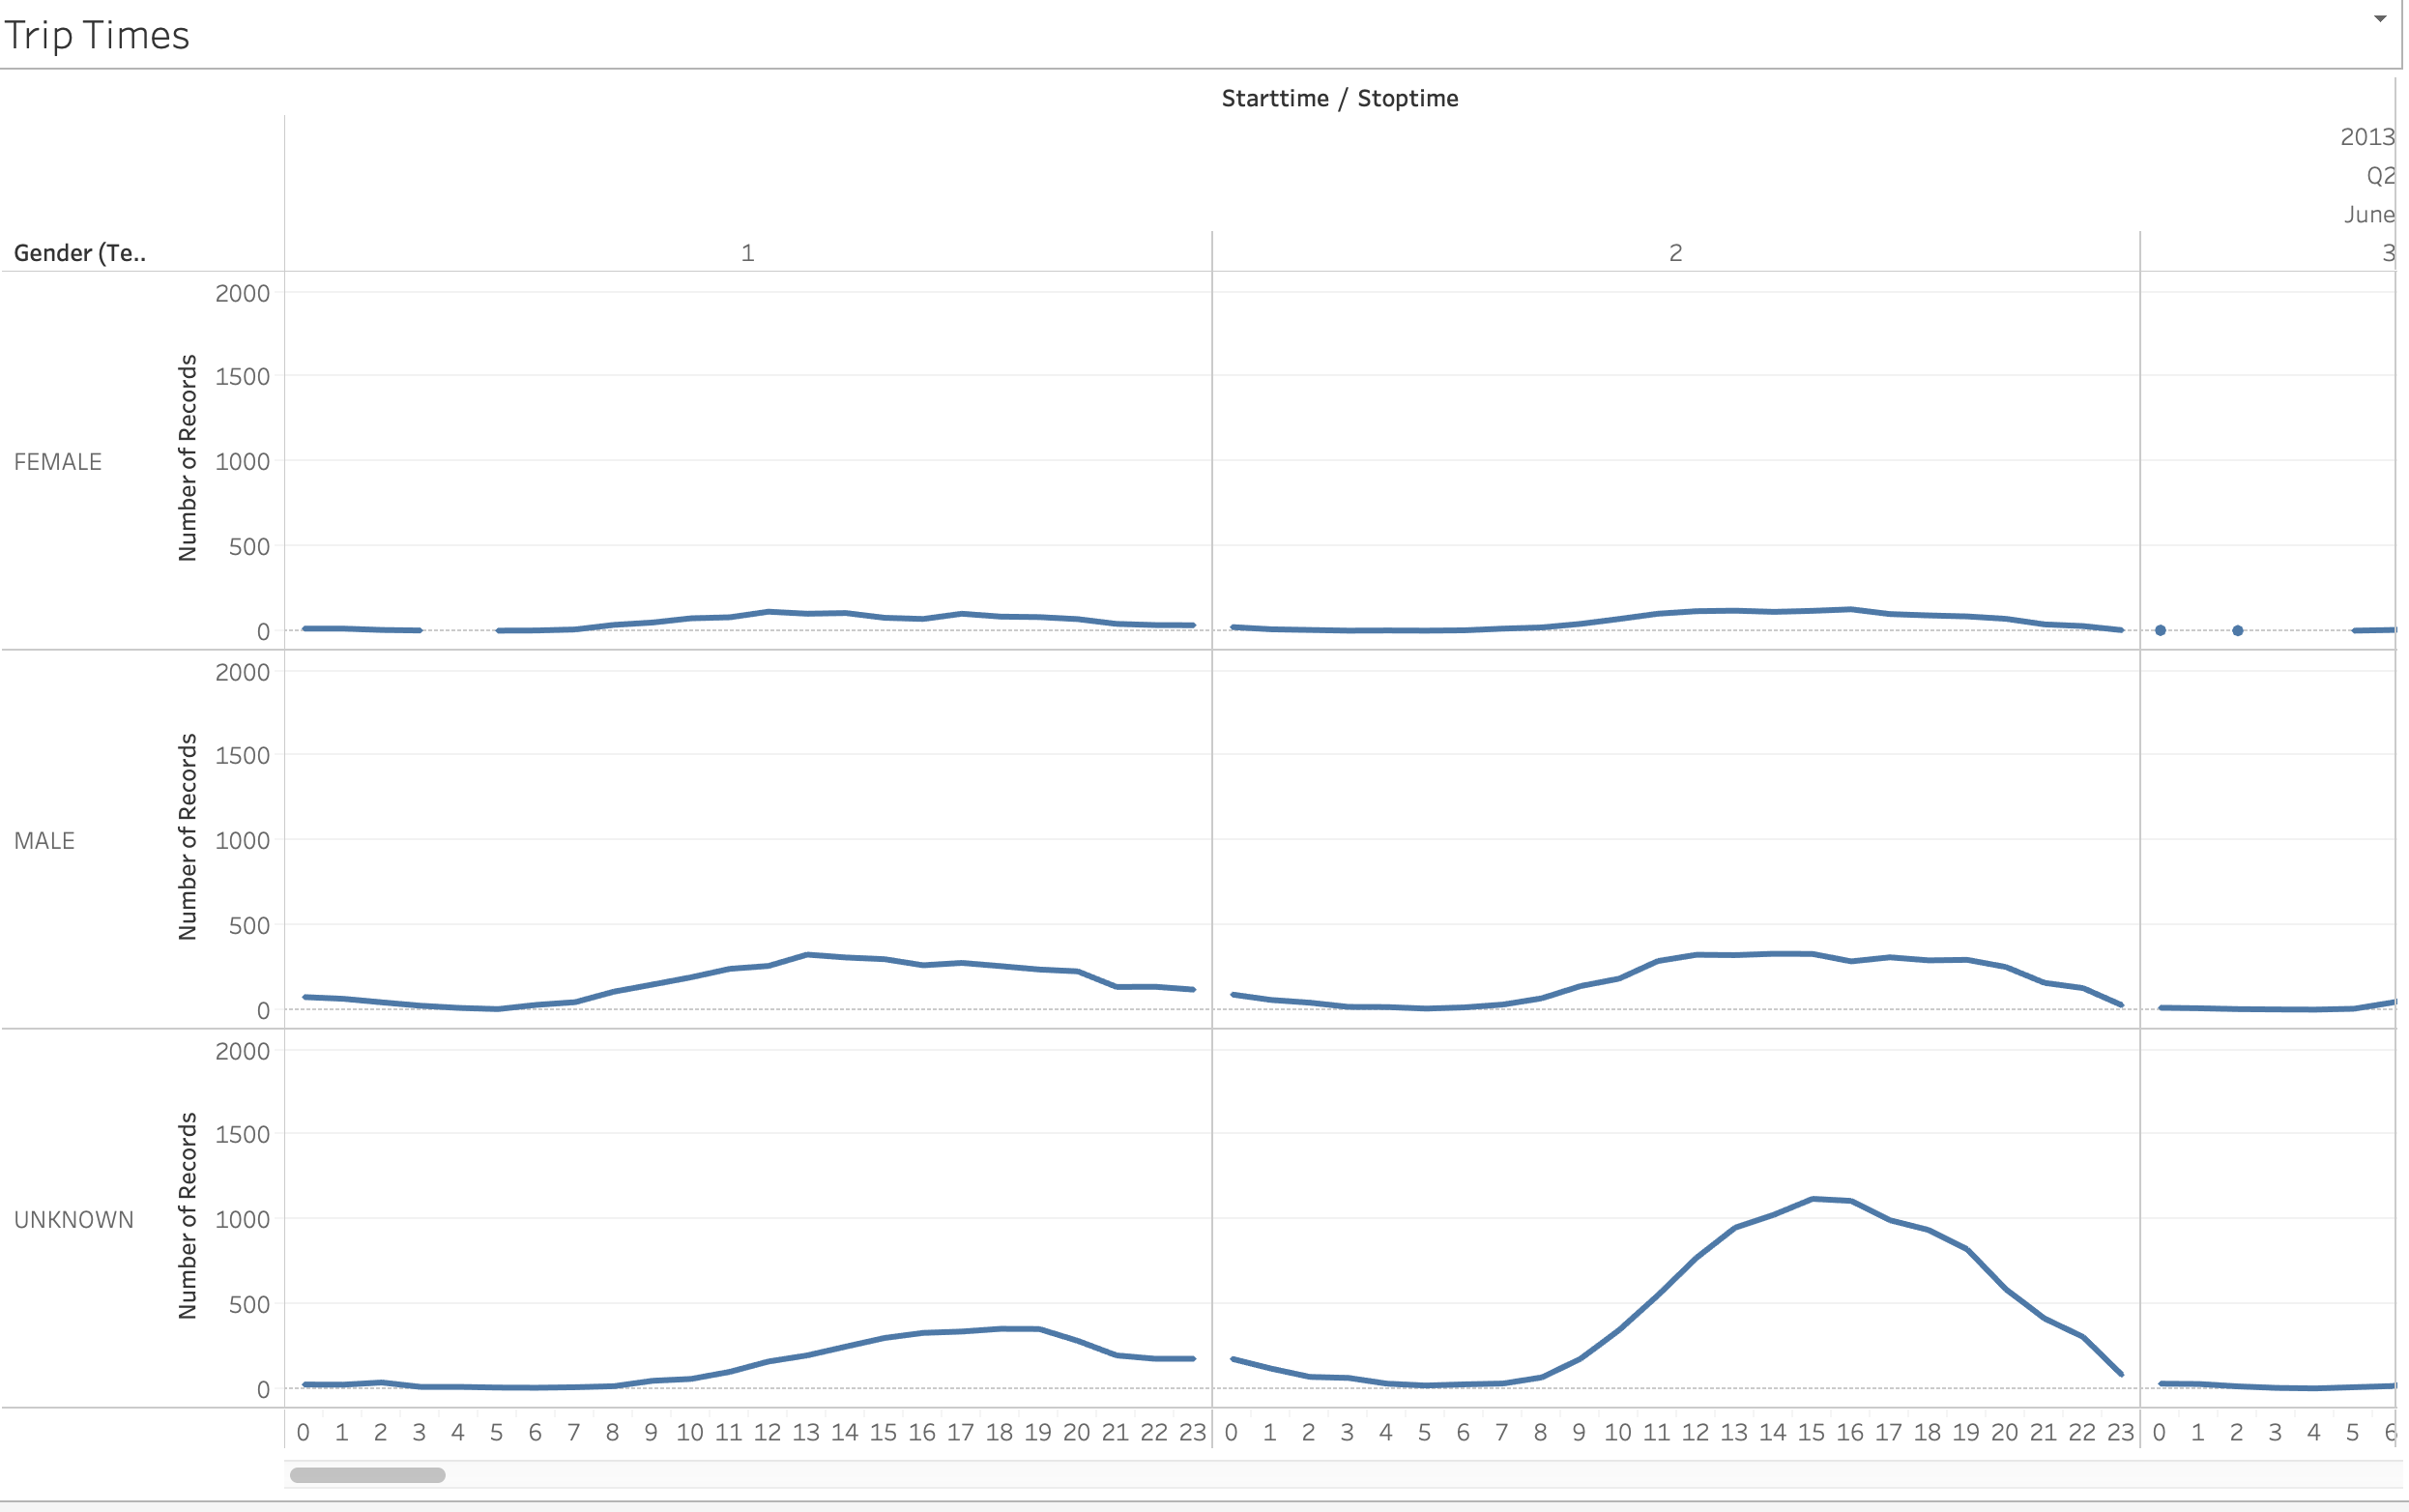 Trip Times
Starttime / Stoptime
2013
Q2
June
Gender (Te..
1
2
3
FEMALE
Number of Records
2000
1500
1000
500
0
MALE
Number of Records
2000
1500
1000
500
0
UNKNOWN
Number of Records
2000
1500
1000
500
0
0 1 2 3 4 5 6 7 8 9 10 11 12 13 14 15 16 17 18 19 20 21 22 23 0 1 2 3 4 5 6 7 8 9 10 11 12 13 14 15 16 17 18 19 20 21 22 23 0 1 2 3 4 5 6